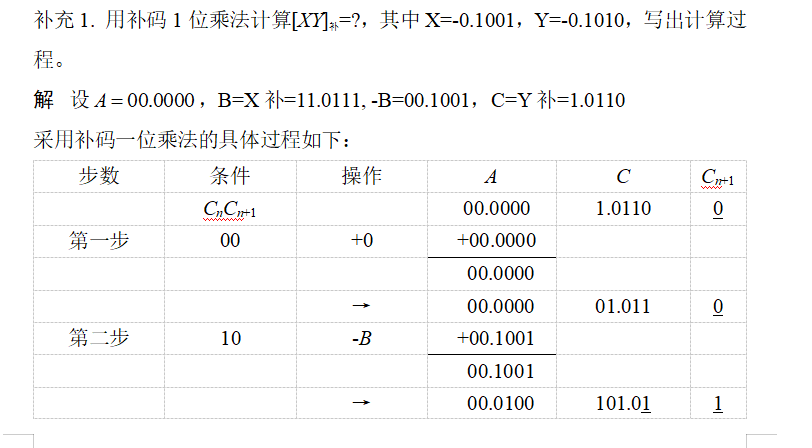 补充 1. 用补码 1 位乘法计算[XY]补=?，其中 X=-0.1001，Y=-0.1010，写出计算过
程。
解 设 A = 00.0000，B=X 补=11.0111, -B=00.1001，C=Y 补=1.0110
采用补码一位乘法的具体过程如下：
步数 条件 操作 A C Cn+1
CnCn+1 00.0000 1.0110 0
第一步 00 +0 +00.0000
00.0000
→ 00.0000 01.011 0
第二步 10 -B +00.1001
00.1001
→ 00.0100 101.01 1